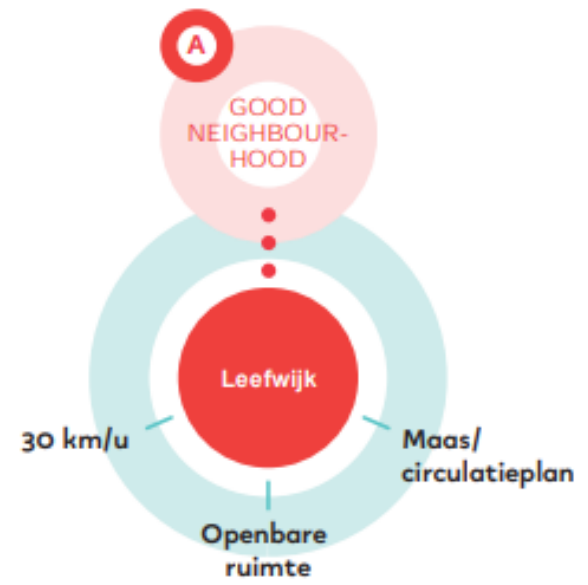 A
GOOD
NEIGHBOUR-
HOOD
Leefwijk
30 km/u
Maas/
circulatieplan
Openbare
ruimte